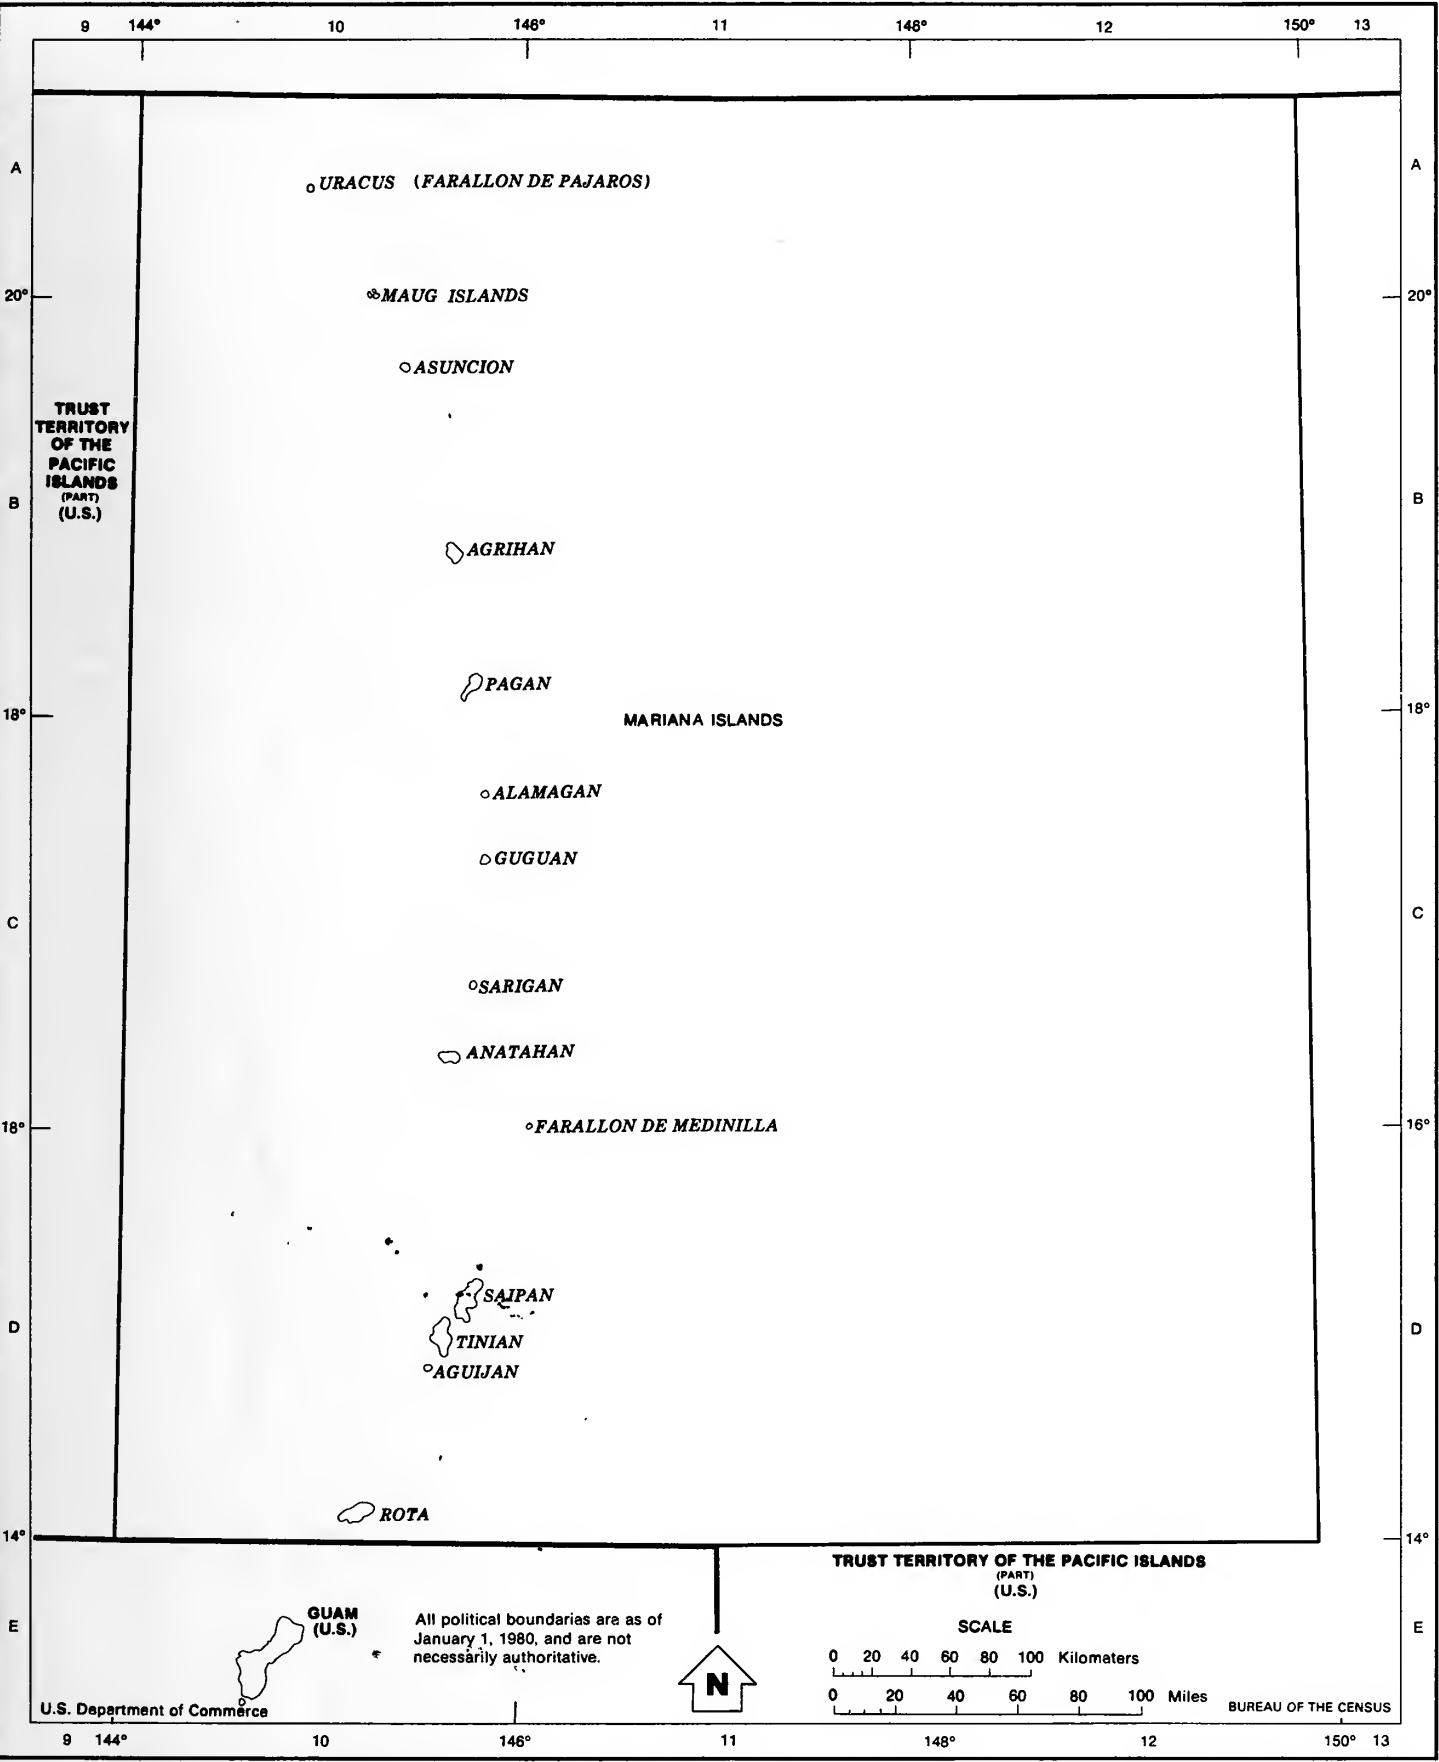 9 144° 10 146° 11 148° 12 150° 13
A A
URACUS (FARALLON DE PAJAROS)
20° MAUG ISLANDS 20°
ASUNCION
TRUST
TERRITORY
OF THE
PACIFIC
ISLANDS
(PART)
(U.S.)
B B
AGRIHAN
PAGAN
18° MARIANA ISLANDS 18°
ALAMAGAN
GUGUAN
C C
SARIGAN
ANATAHAN
18° FARALLON DE MEDINILLA 16°
SAIPAN
D D
TINIAN
AGUIJAN
ROTA
14° 14°
TRUST TERRITORY OF THE PACIFIC ISLANDS
(PART)
(U.S.)
E E
GUAM
(U.S.)
All political boundaries are as of
January 1, 1980, and are not
necessarily authoritative.
N
SCALE
0 20 40 60 80 100 Kilomaters
0 20 40 60 80 100 Miles
U.S. Department of Commerce
BUREAU OF THE CENSUS
9 144° 10 146° 11 148° 12 150° 13